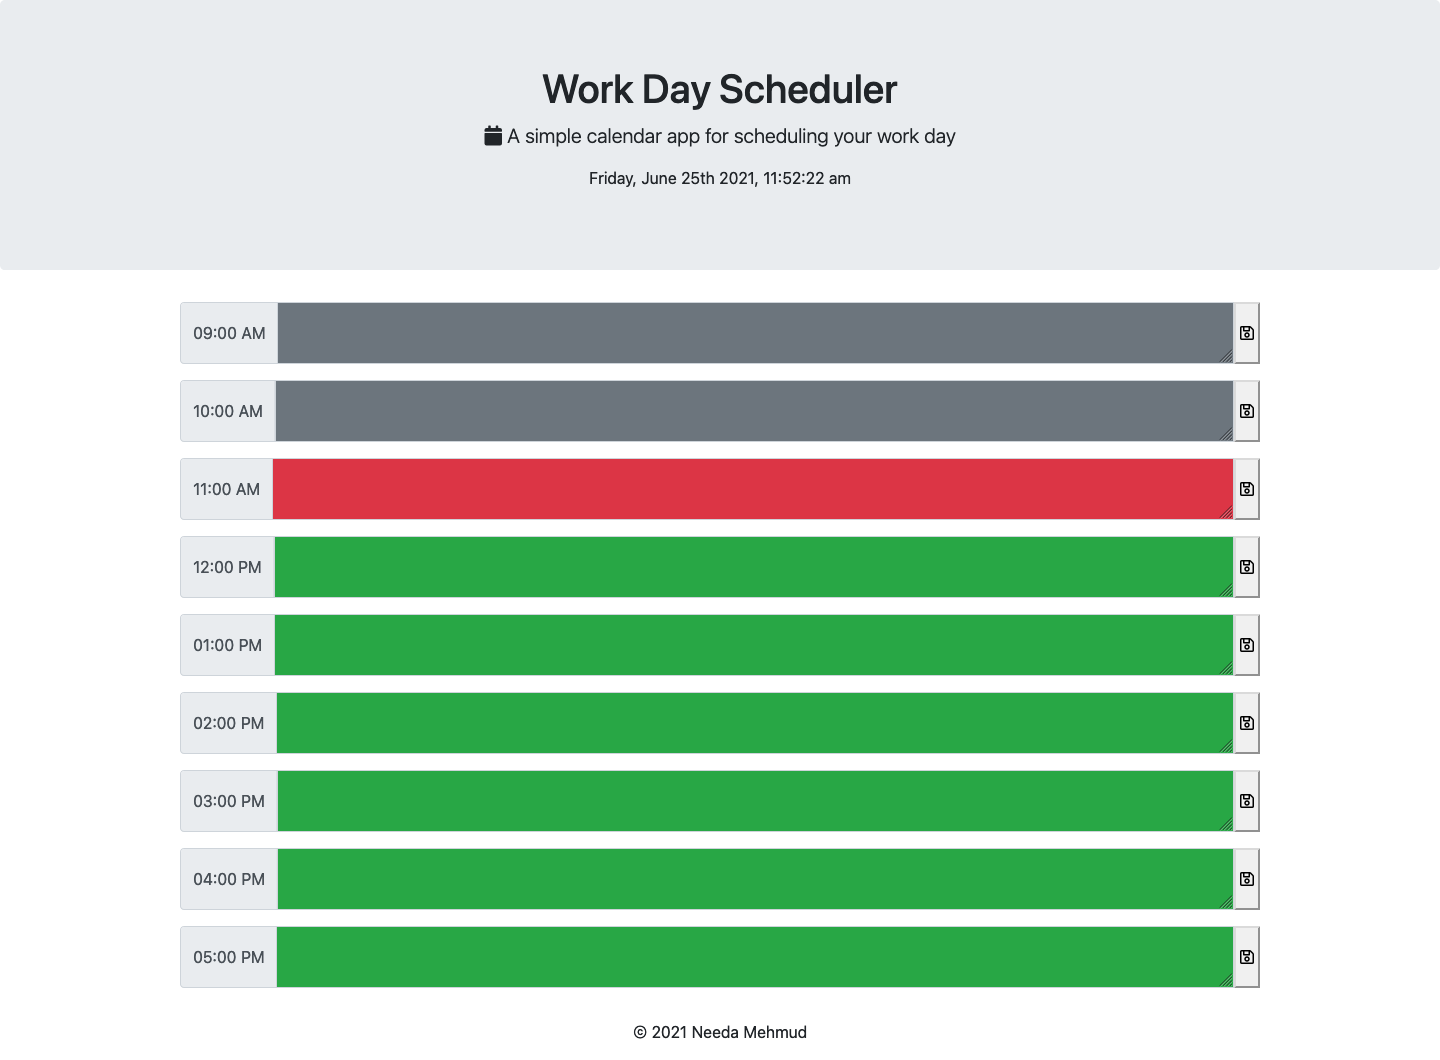 Work Day Scheduler
A simple calendar app for scheduling your work day
Friday, June 25th 2021, 11:52:22 am
09:00 AM
10:00 AM
11:00 AM
12:00 PM
01:00 PM
02:00 PM
03:00 PM
04:00 PM
05:00 PM
© 2021 Needa Mehmud